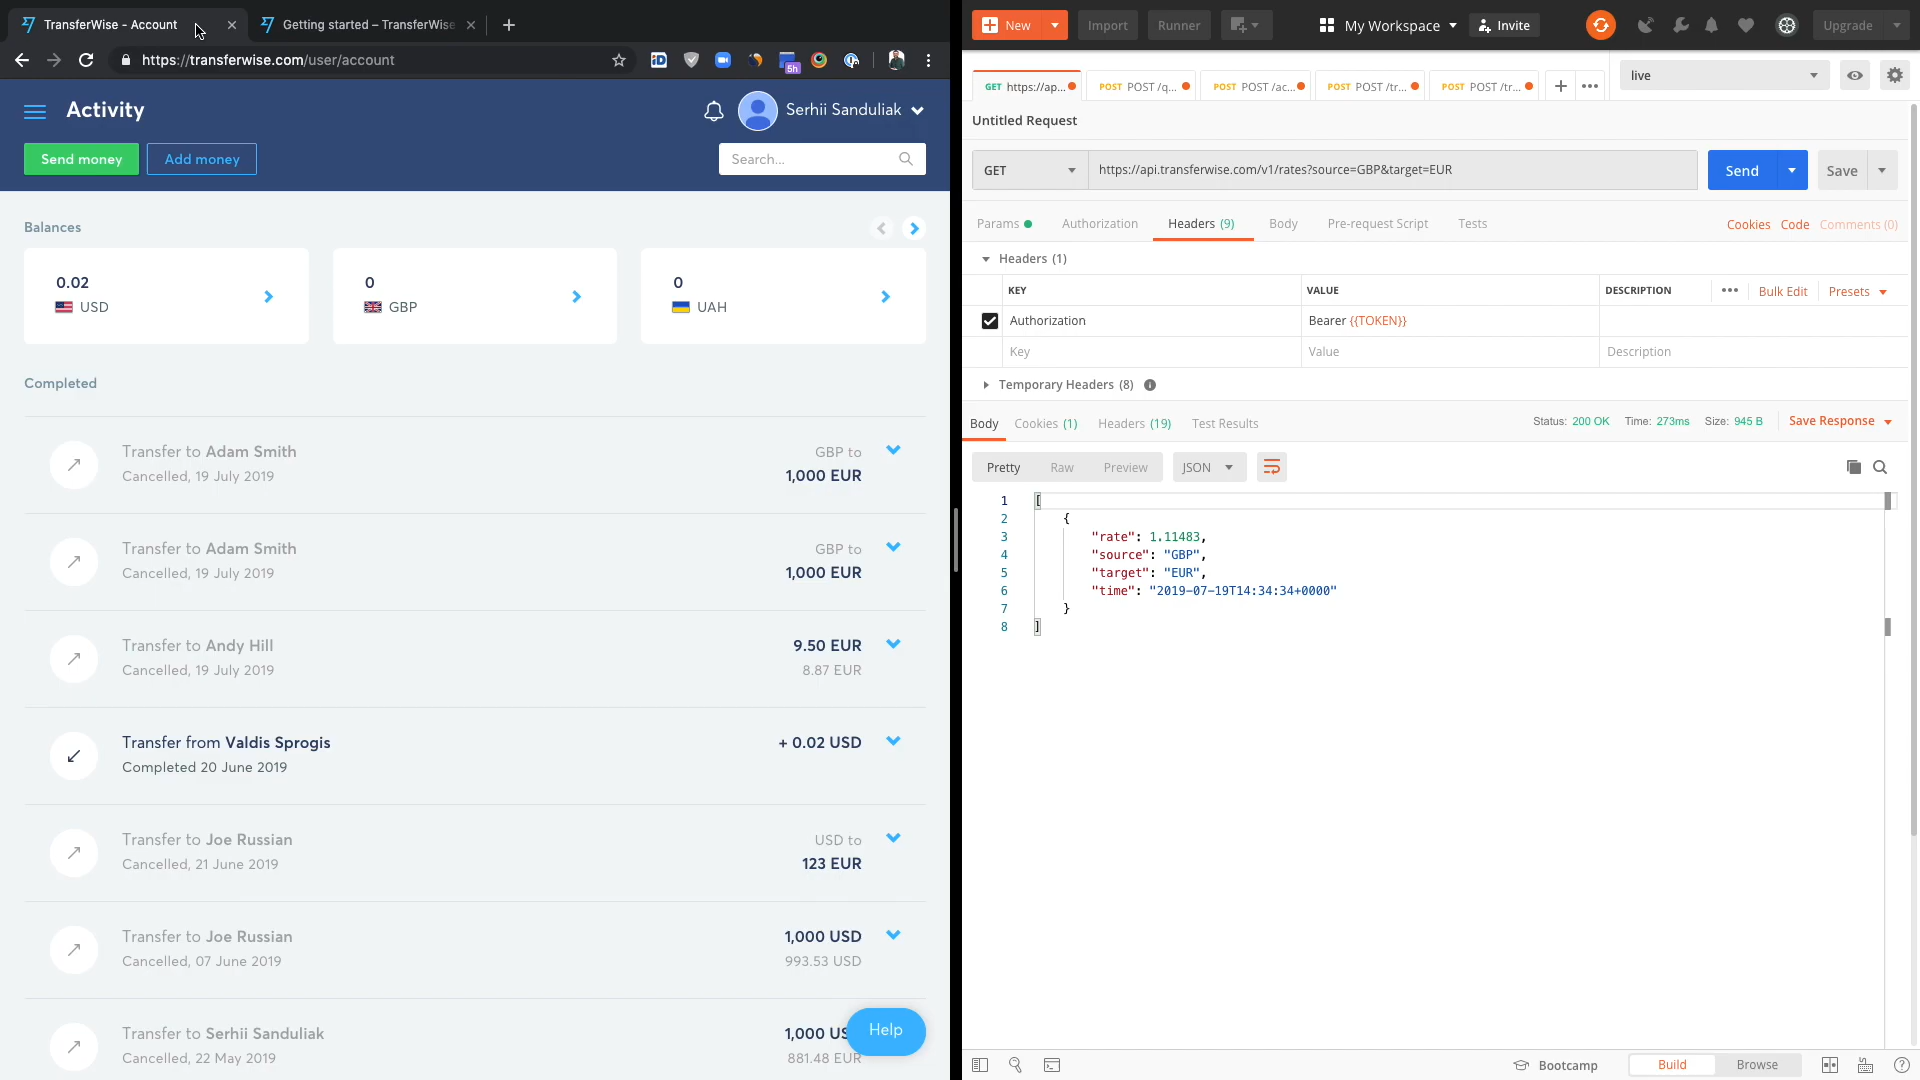 TransferWise - Account
Getting started – TransferWise
https://transferwise.com/user/account
5h
Activity
Serhii Sanduliak
Send money
Add money
Search...
Balances
0.02
USD
0
GBP
0
UAH
Completed
Transfer to Adam Smith
GBP to
Cancelled, 19 July 2019
1,000 EUR
Transfer to Adam Smith
GBP to
Cancelled, 19 July 2019
1,000 EUR
Transfer to Andy Hill
9.50 EUR
Cancelled, 19 July 2019
8.87 EUR
Transfer from Valdis Sprogis
+ 0.02 USD
Completed 20 June 2019
Transfer to Joe Russian
USD to
Cancelled, 21 June 2019
123 EUR
Transfer to Joe Russian
1,000 USD
Cancelled, 07 June 2019
993.53 USD
Transfer to Serhii Sanduliak
1,000 US
Cancelled, 22 May 2019
881.48 EUR
Help
New
Import
Runner
My Workspace
Invite
Upgrade
GET https://ap...
POST POST /q...
POST POST /ac...
POST POST /tr...
POST POST /tr...
live
Untitled Request
GET
https://api.transferwise.com/v1/rates?source=GBP&target=EUR
Send
Save
Params
Authorization
Headers (9)
Body
Pre-request Script
Tests
Cookies
Code
Comments (0)
Headers (1)
KEY
VALUE
DESCRIPTION
Bulk Edit
Presets
Authorization
Bearer {{TOKEN}}
Key
Value
Description
Temporary Headers (8)
Body
Cookies (1)
Headers (19)
Test Results
Status: 200 OK
Time: 273ms
Size: 945 B
Save Response
Pretty
Raw
Preview
JSON
1 [
2 {
3 "rate": 1.11483,
4 "source": "GBP",
5 "target": "EUR",
6 "time": "2019-07-19T14:34:34+0000"
7 }
8 ]
Bootcamp
Build
Browse